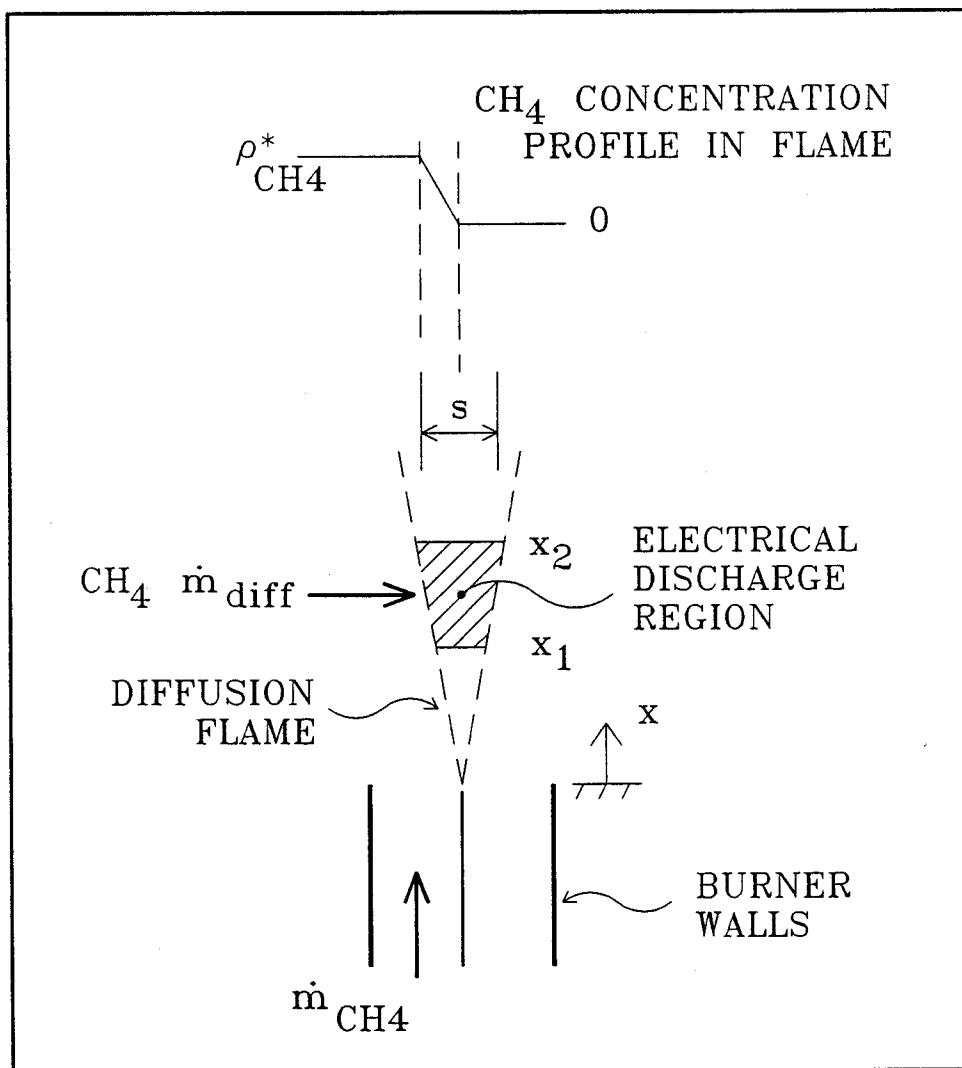 CH4 CONCENTRATION
PROFILE IN FLAME
ρ*CH4
0
s
x2
ELECTRICAL
DISCHARGE
REGION
CH4 ṁdiff
x1
DIFFUSION
FLAME
x
BURNER
WALLS
ṁCH4